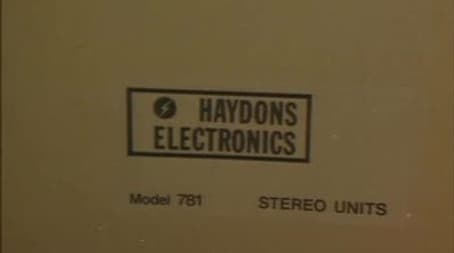 HAYDONS
ELECTRONICS
Model 781 STEREO UNITS